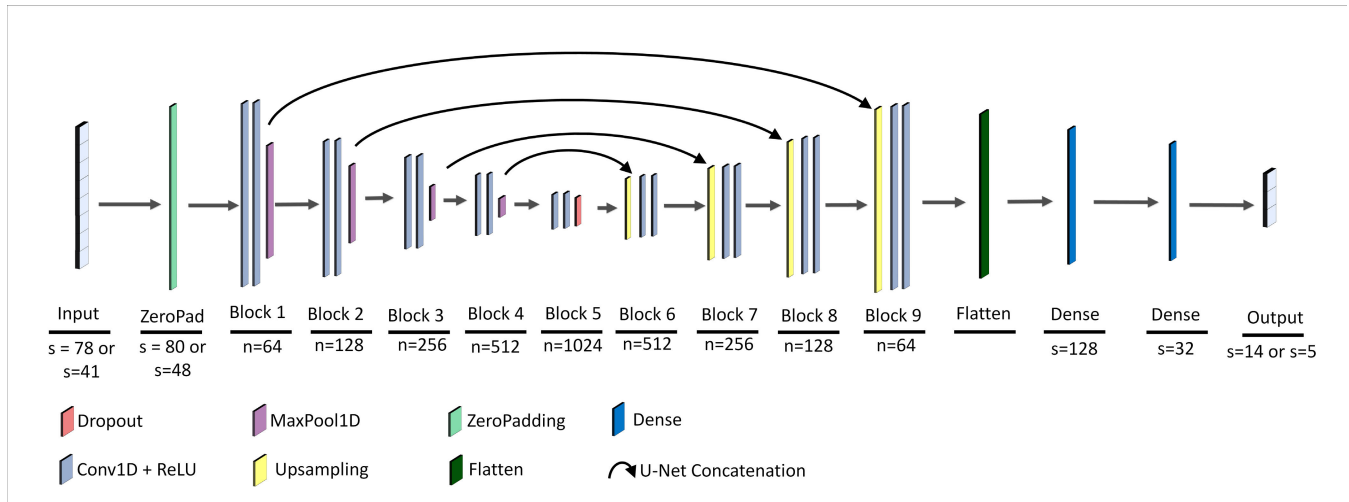 Input
s = 78 or
s=41
ZeroPad
s = 80 or
s=48
Block 1
n=64
Block 2
n=128
Block 3
n=256
Block 4
n=512
Block 5
n=1024
Block 6
n=512
Block 7
n=256
Block 8
n=128
Block 9
n=64
Flatten
Dense
s=128
Dense
s=32
Output
s=14 or s=5
Dropout
MaxPool1D
ZeroPadding
Dense
Conv1D + ReLU
Upsampling
Flatten
U-Net Concatenation